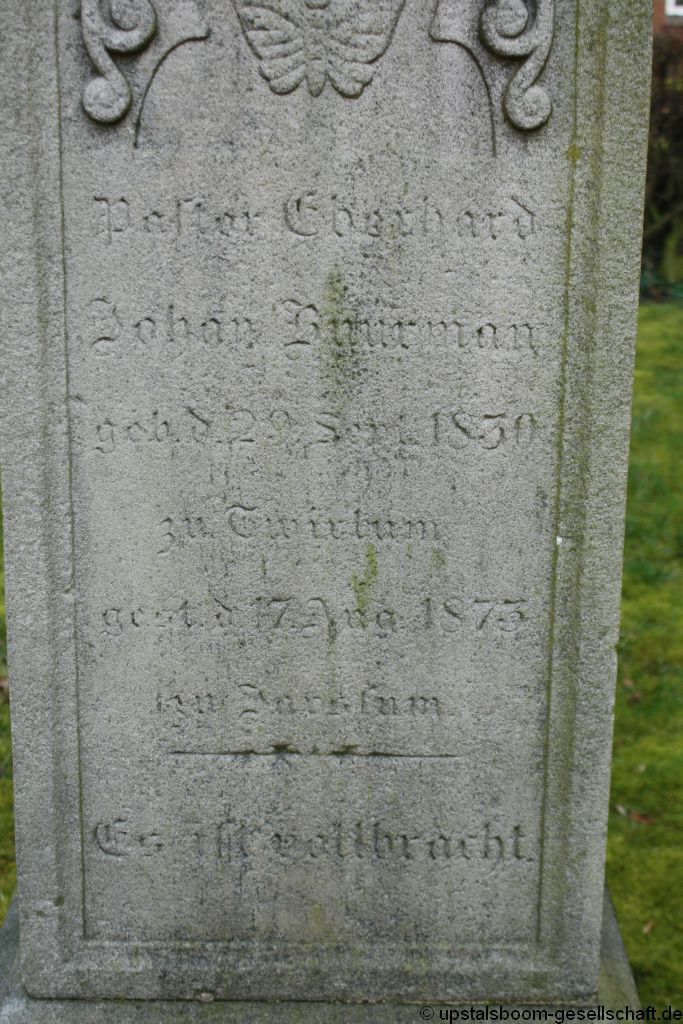 Pastor Eberhard
Johan Buurman
geb. d. 29. Sept. 1830
zu Twixlum
gest. d. 17. Aug. 1875
zu Jarssum.
Es ist vollbracht.
© upstalsboom-gesellschaft.de